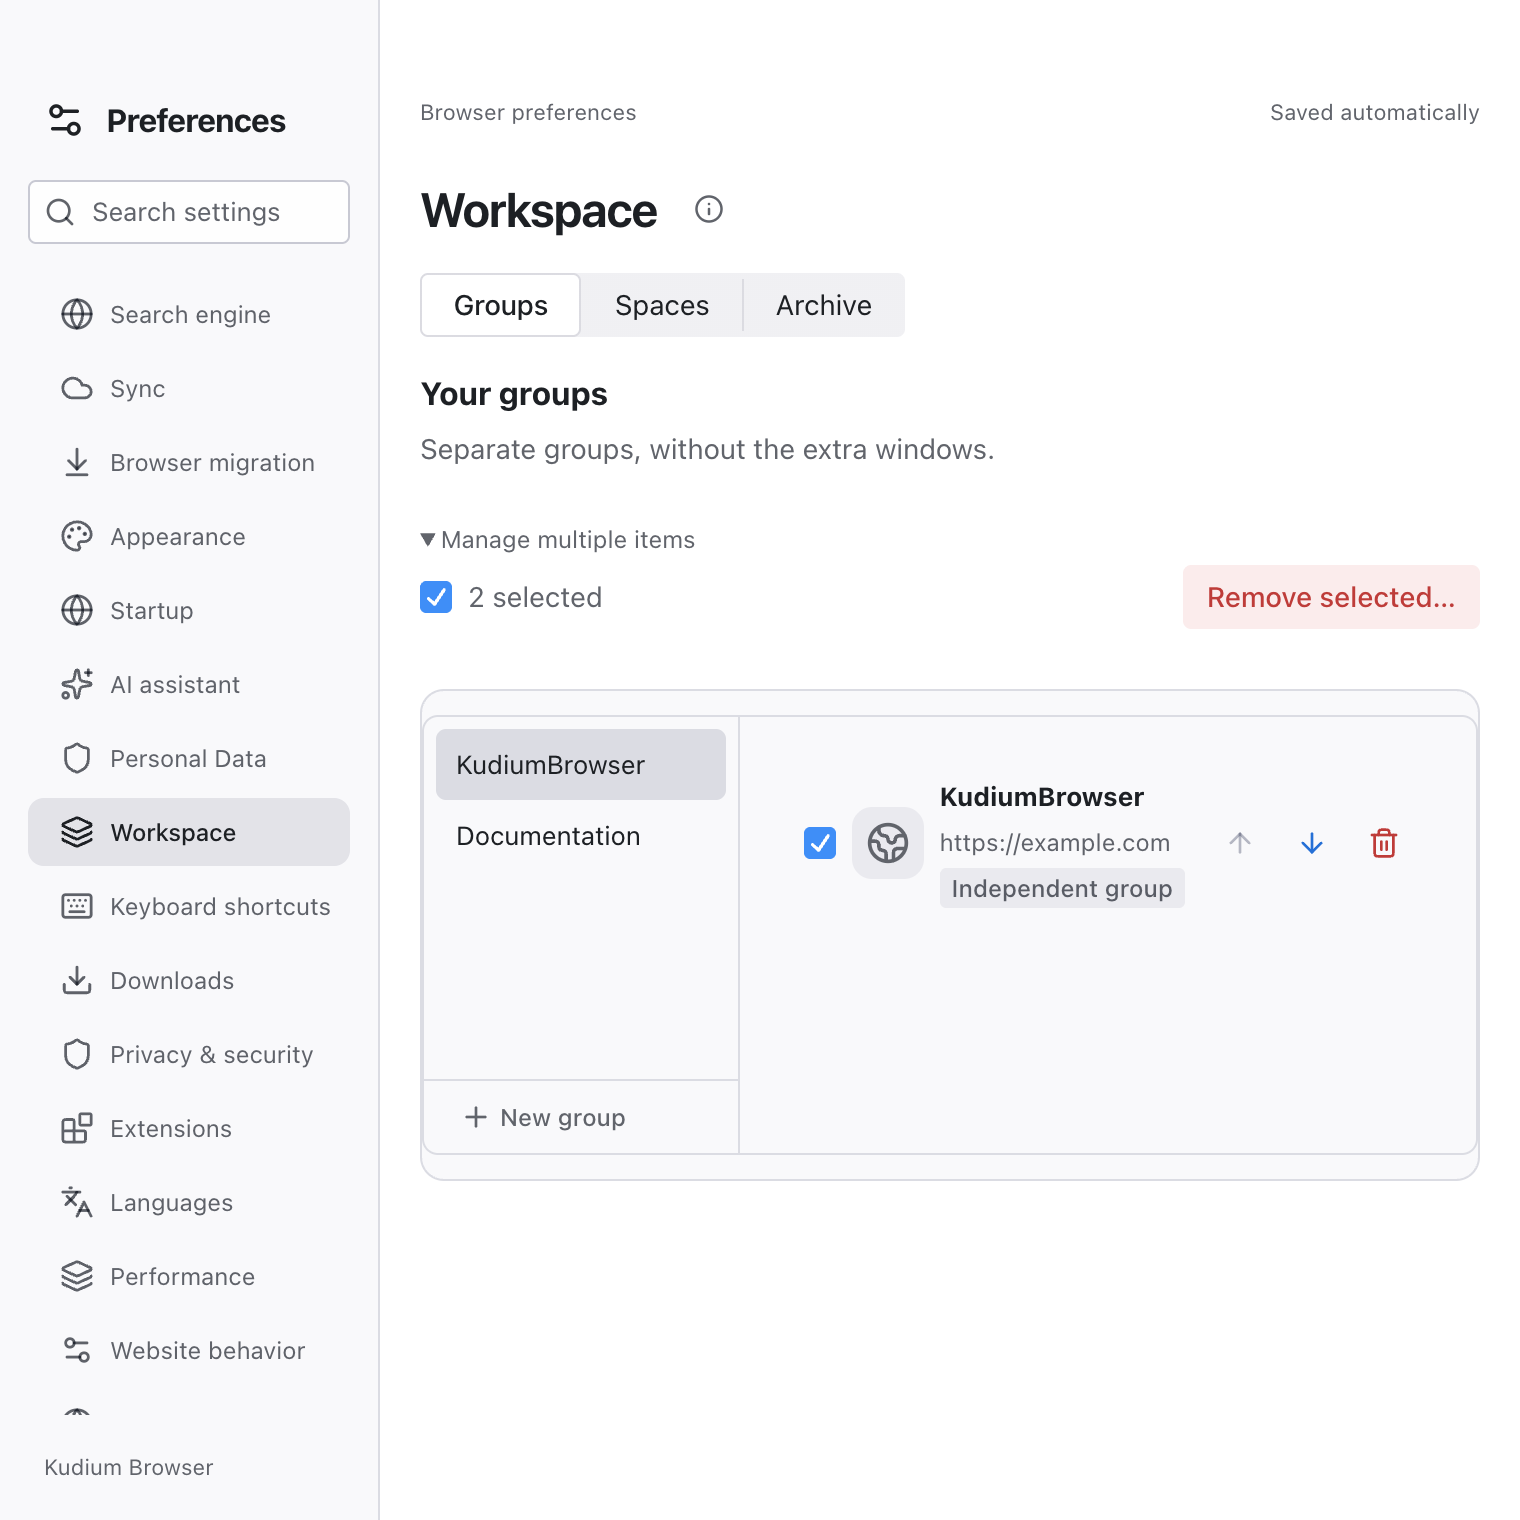 Preferences
Search settings
Search engine
Sync
Browser migration
Appearance
Startup
AI assistant
Personal Data
Workspace
Keyboard shortcuts
Downloads
Privacy & security
Extensions
Languages
Performance
Website behavior
Kudium Browser
Browser preferences
Saved automatically
Workspace
Groups
Spaces
Archive
Your groups
Separate groups, without the extra windows.
Manage multiple items
2 selected
Remove selected...
KudiumBrowser
Documentation
New group
KudiumBrowser
https://example.com
Independent group